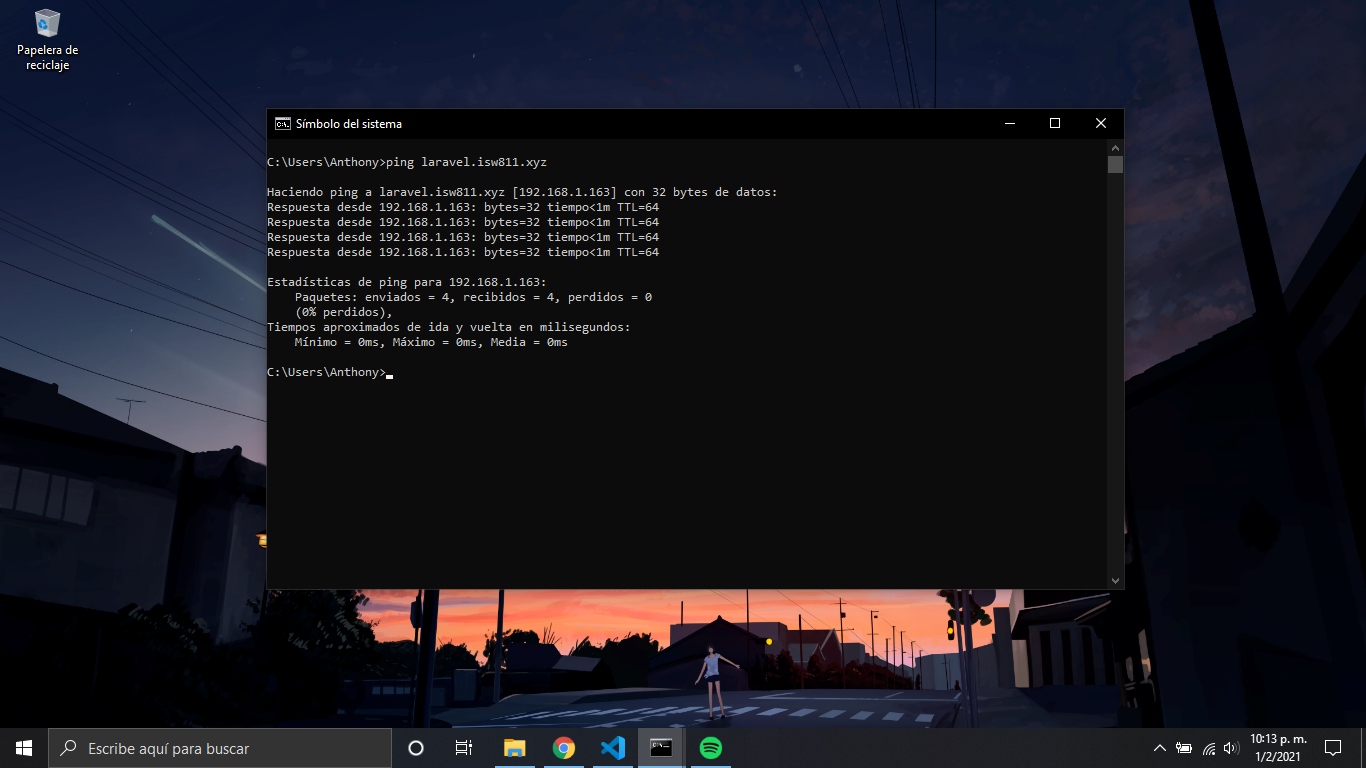 Papelera de
reciclaje
Símbolo del sistema
C:\Users\Anthony>ping laravel.isw811.xyz
Haciendo ping a laravel.isw811.xyz [192.168.1.163] con 32 bytes de datos:
Respuesta desde 192.168.1.163: bytes=32 tiempo<1m TTL=64
Respuesta desde 192.168.1.163: bytes=32 tiempo<1m TTL=64
Respuesta desde 192.168.1.163: bytes=32 tiempo<1m TTL=64
Respuesta desde 192.168.1.163: bytes=32 tiempo<1m TTL=64
Estadísticas de ping para 192.168.1.163:
    Paquetes: enviados = 4, recibidos = 4, perdidos = 0
    (0% perdidos),
Tiempos aproximados de ida y vuelta en milisegundos:
    Mínimo = 0ms, Máximo = 0ms, Media = 0ms
C:\Users\Anthony>
Escribe aquí para buscar
10:13 p. m.
1/2/2021